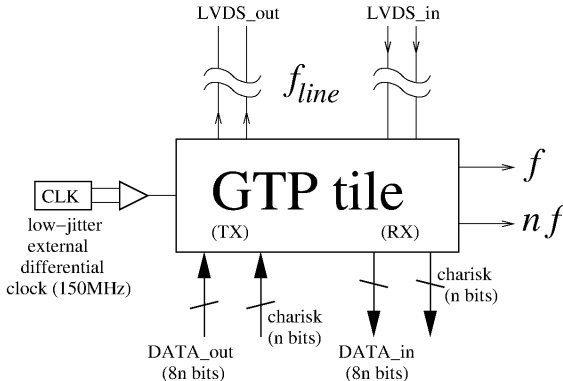 LVDS_out
LVDS_in
f line
f
GTP tile
CLK
n f
(TX)
(RX)
low-jitter
external
differential
clock (150MHz)
charisk
(n bits)
charisk
(n bits)
DATA_out
(8n bits)
DATA_in
(8n bits)